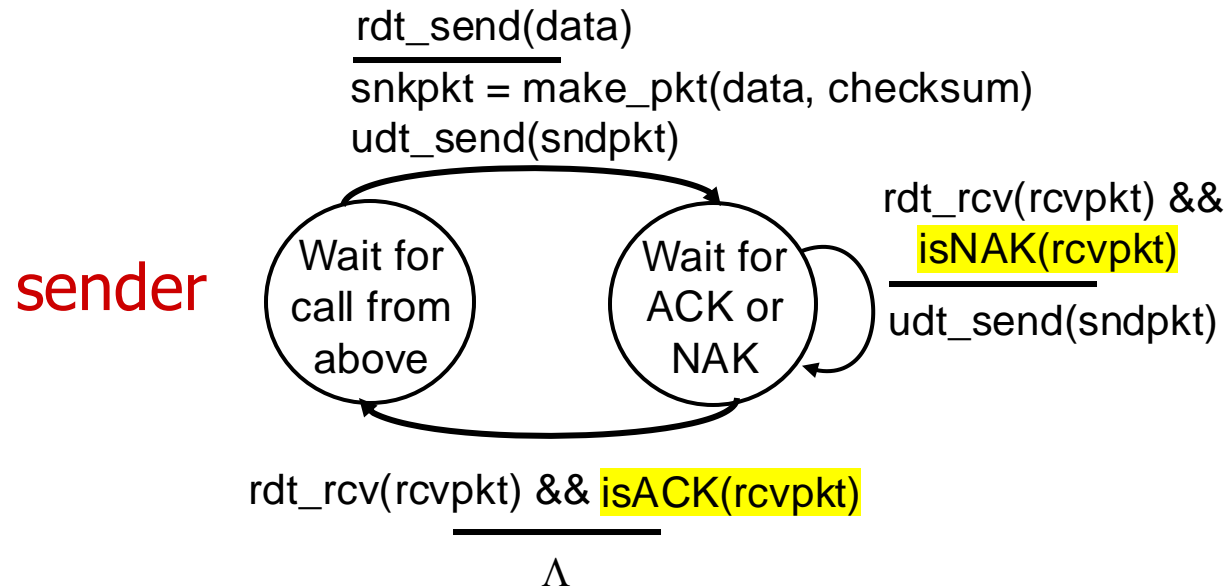 rdt_send(data)
snkpkt = make_pkt(data, checksum)
udt_send(sndpkt)
rdt_rcv(rcvpkt) &&
isNAK(rcvpkt)
udt_send(sndpkt)
sender
Wait for
call from
above
Wait for
ACK or
NAK
rdt_rcv(rcvpkt) && isACK(rcvpkt)
Λ